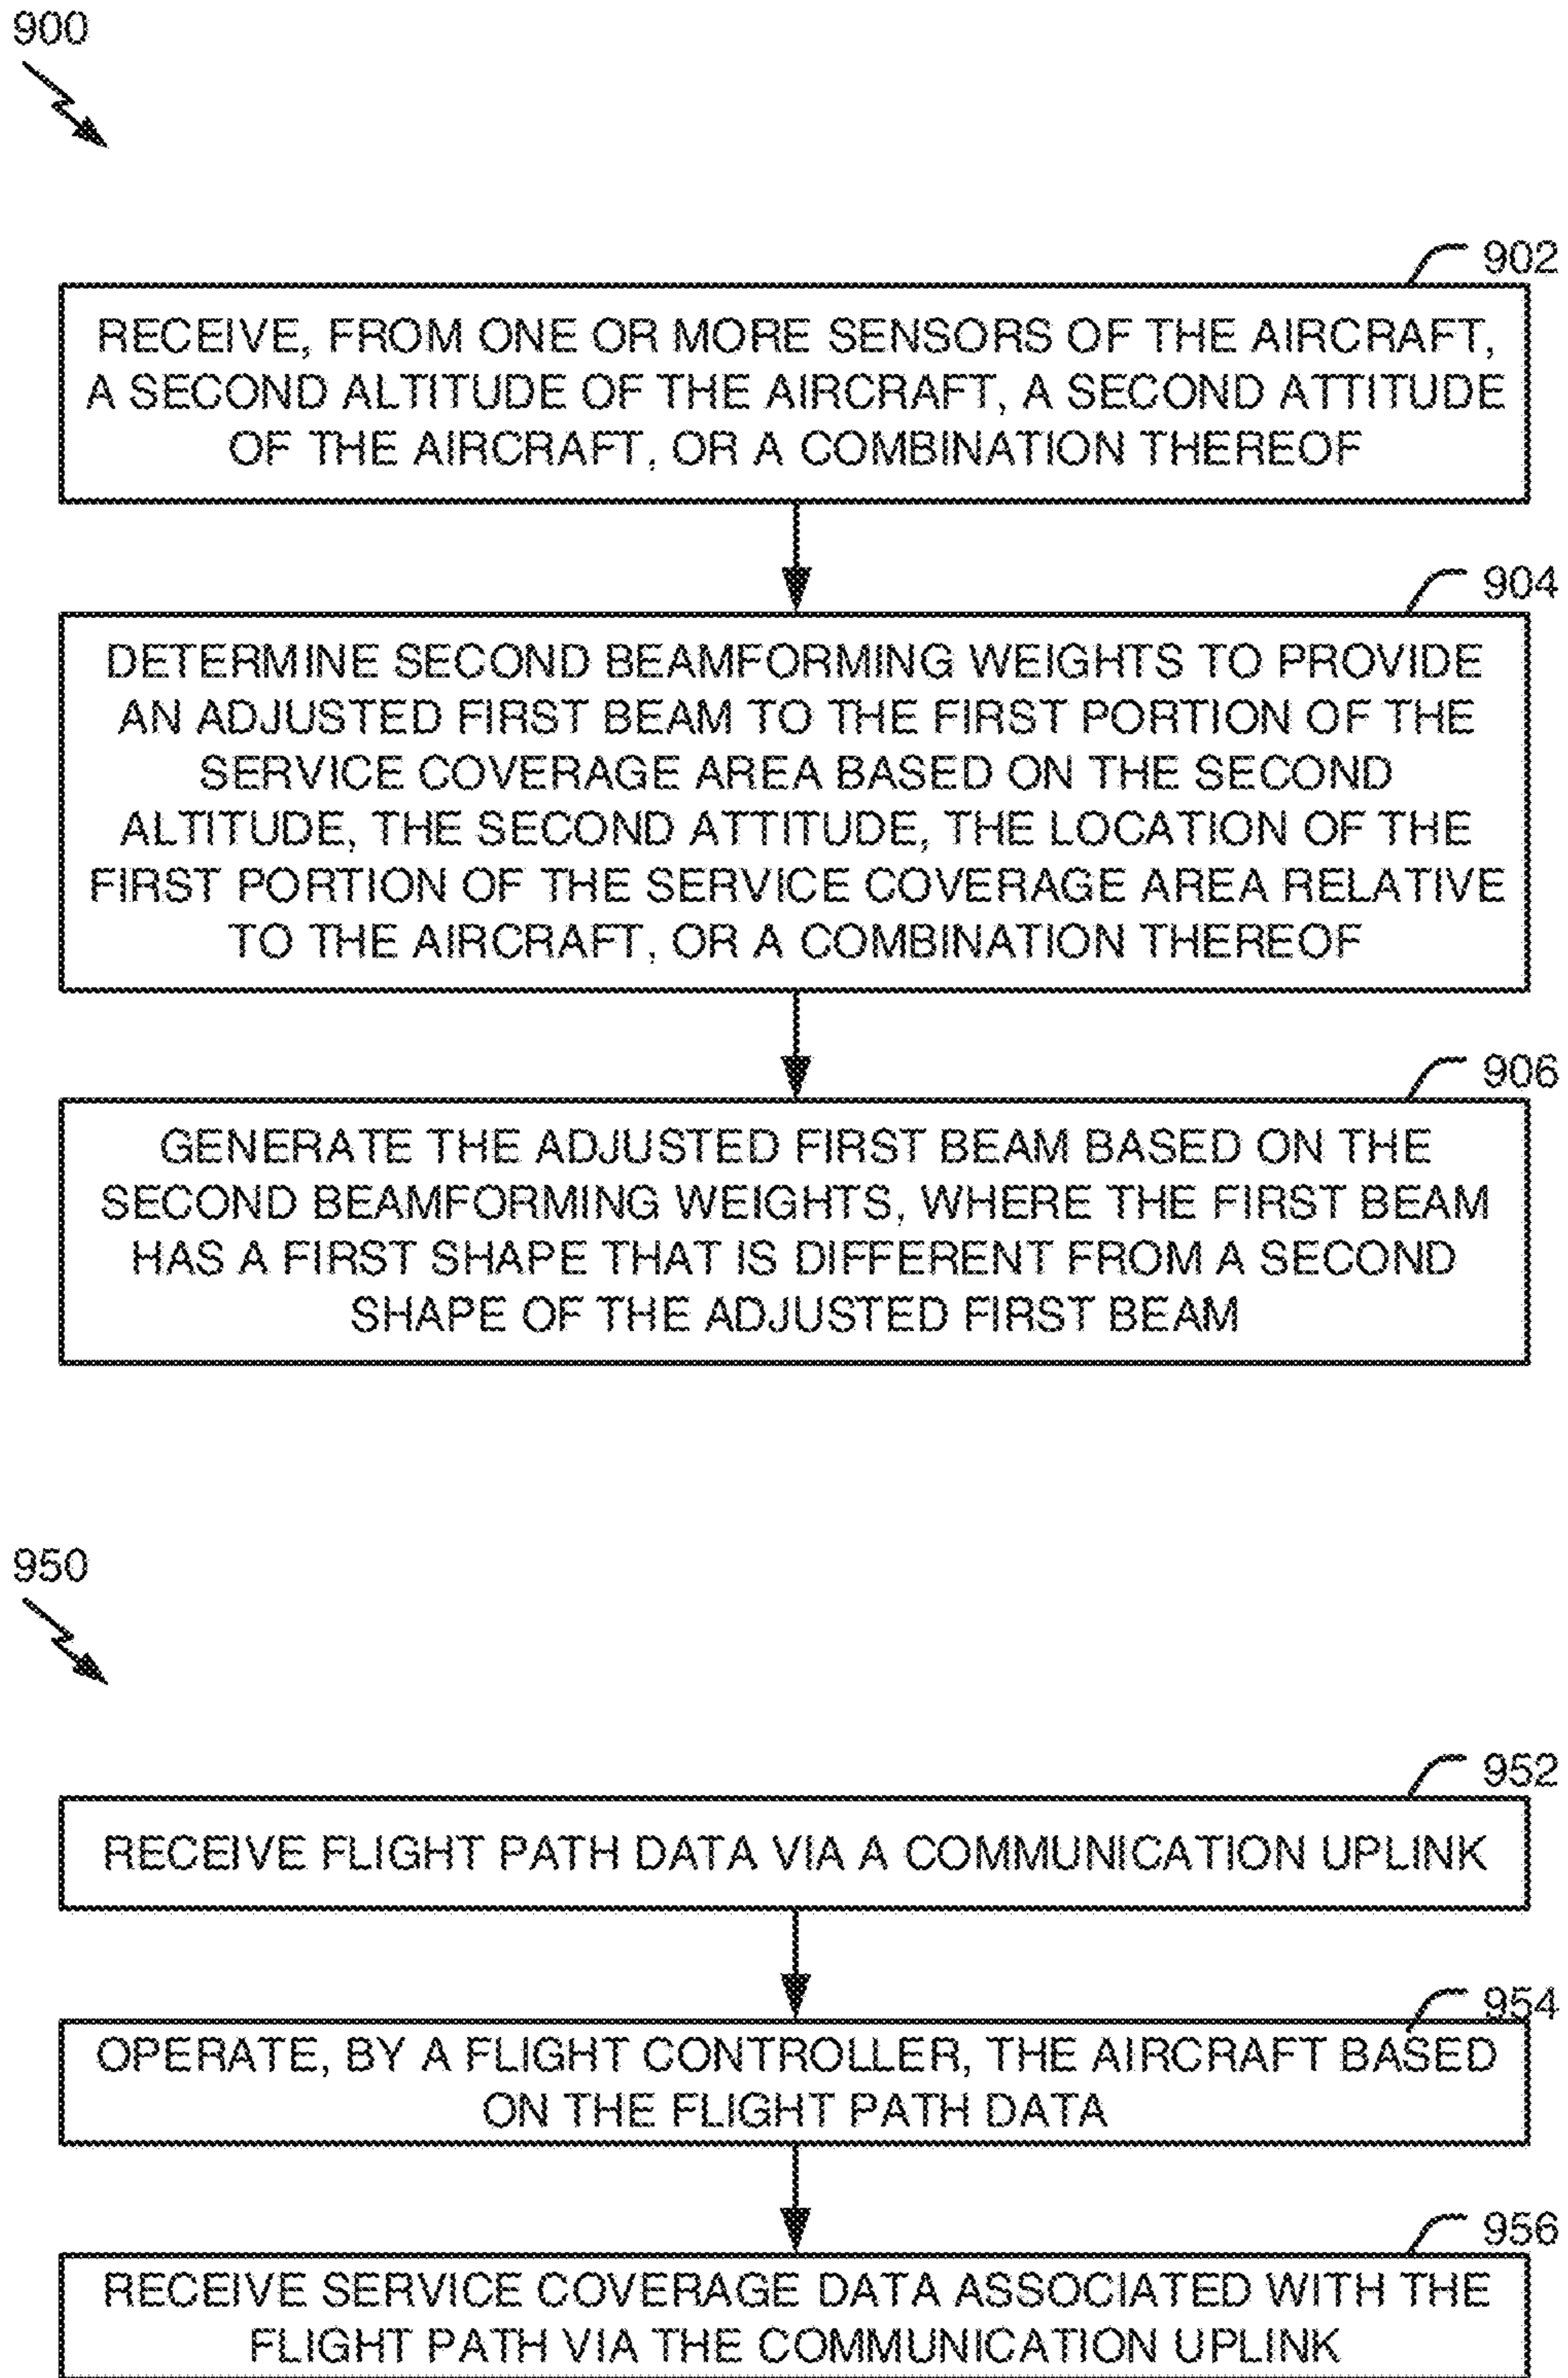 900
902
RECEIVE, FROM ONE OR MORE SENSORS OF THE AIRCRAFT,
A SECOND ALTITUDE OF THE AIRCRAFT, A SECOND ATTITUDE
OF THE AIRCRAFT, OR A COMBINATION THEREOF
904
DETERMINE SECOND BEAMFORMING WEIGHTS TO PROVIDE
AN ADJUSTED FIRST BEAM TO THE FIRST PORTION OF THE
SERVICE COVERAGE AREA BASED ON THE SECOND
ALTITUDE, THE SECOND ATTITUDE, THE LOCATION OF THE
FIRST PORTION OF THE SERVICE COVERAGE AREA RELATIVE
TO THE AIRCRAFT, OR A COMBINATION THEREOF
906
GENERATE THE ADJUSTED FIRST BEAM BASED ON THE
SECOND BEAMFORMING WEIGHTS, WHERE THE FIRST BEAM
HAS A FIRST SHAPE THAT IS DIFFERENT FROM A SECOND
SHAPE OF THE ADJUSTED FIRST BEAM
950
952
RECEIVE FLIGHT PATH DATA VIA A COMMUNICATION UPLINK
954
OPERATE, BY A FLIGHT CONTROLLER, THE AIRCRAFT BASED
ON THE FLIGHT PATH DATA
956
RECEIVE SERVICE COVERAGE DATA ASSOCIATED WITH THE
FLIGHT PATH VIA THE COMMUNICATION UPLINK